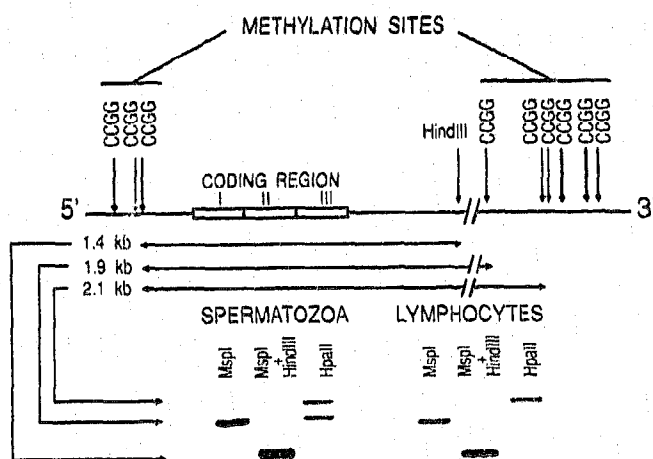 METHYLATION SITES
CCGG CCGG CCGG
HindIII
CCGG
CCGG CCGG CCGG
CCGG CCGG
CODING REGION
I II III
5' 3
1.4 kb
1.9 kb
2.1 kb
SPERMATOZOA LYMPHOCYTES
MspI
MspI + HindIII
HpaII
MspI
MspI + HindIII
HpaII